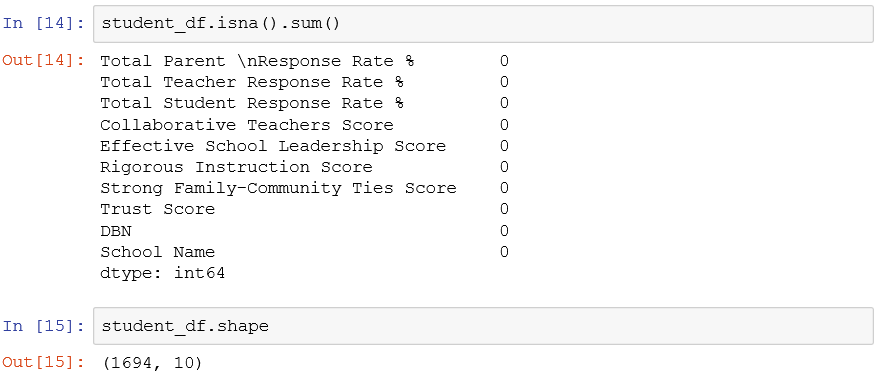 In [14]: student_df.isna().sum()
Out[14]: Total Parent \nResponse Rate % 0
Total Teacher Response Rate % 0
Total Student Response Rate % 0
Collaborative Teachers Score 0
Effective School Leadership Score 0
Rigorous Instruction Score 0
Strong Family-Community Ties Score 0
Trust Score 0
DBN 0
School Name 0
dtype: int64
In [15]: student_df.shape
Out[15]: (1694, 10)